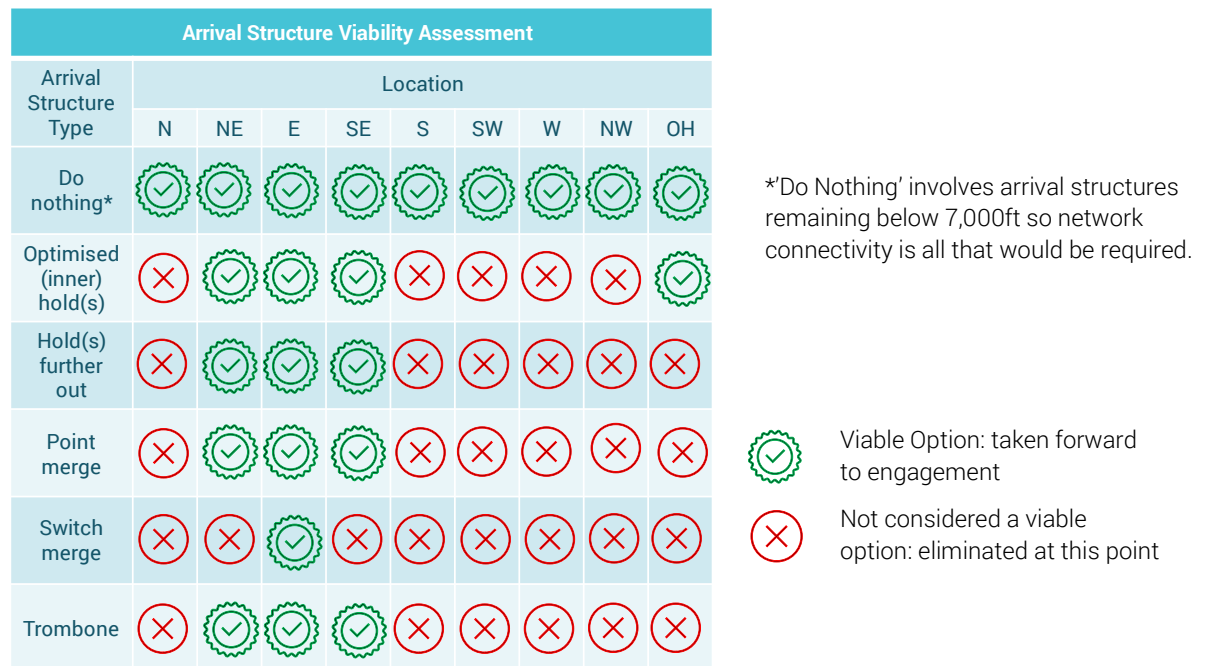 Arrival Structure Viability Assessment
Arrival
Structure
Type
Location
N NE E SE S SW W NW OH
Do
nothing*
Optimised
(inner)
hold(s)
Hold(s)
further
out
Point
merge
Switch
merge
Trombone
*'Do Nothing' involves arrival structures
remaining below 7,000ft so network
connectivity is all that would be required.
Viable Option: taken forward
to engagement
Not considered a viable
option: eliminated at this point